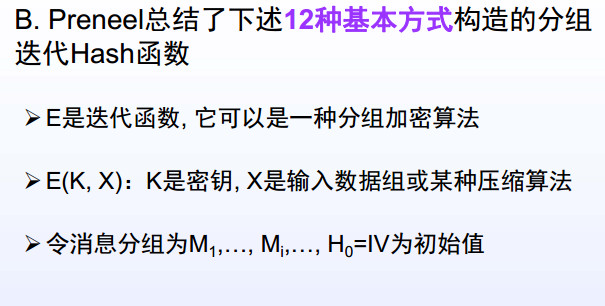 B. Preneel总结了下述12种基本方式构造的分组
迭代Hash函数
➢E是迭代函数, 它可以是一种分组加密算法
➢E(K, X)：K是密钥, X是输入数据组或某种压缩算法
➢令消息分组为M₁,…, Mᵢ,…, H₀=IV为初始值